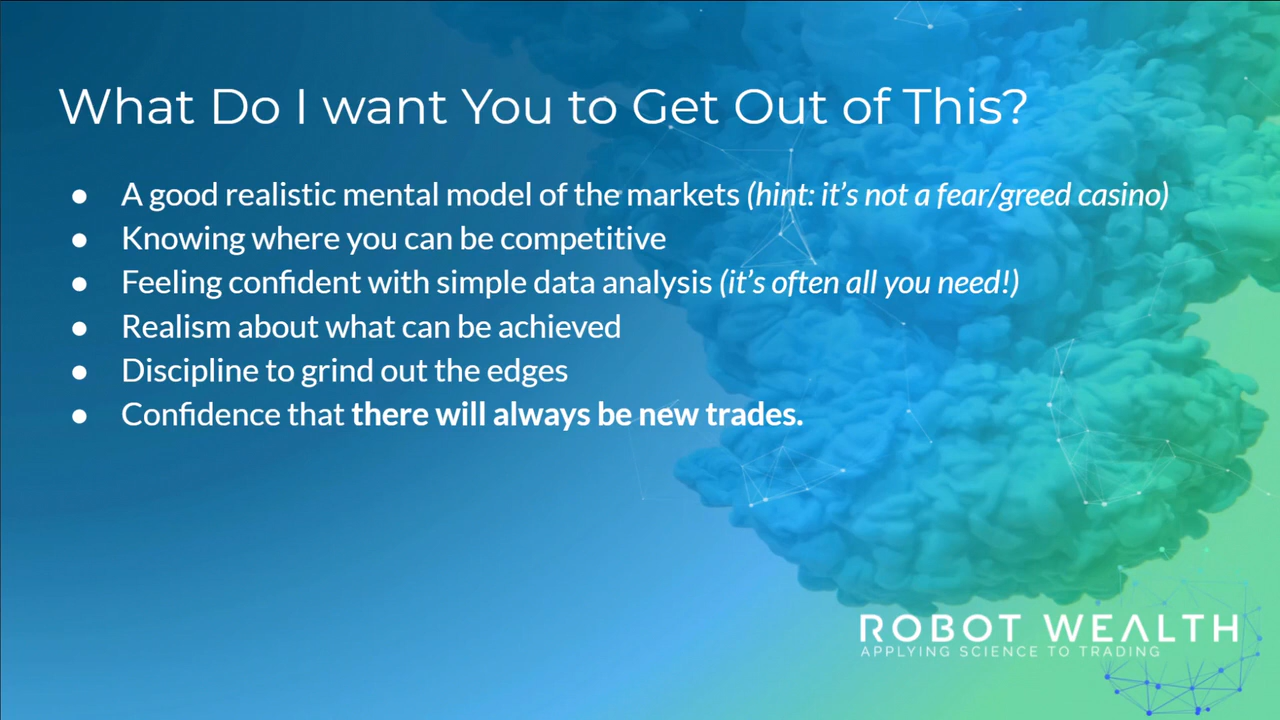 What Do I want You to Get Out of This?
● A good realistic mental model of the markets (hint: it’s not a fear/greed casino)
● Knowing where you can be competitive
● Feeling confident with simple data analysis (it’s often all you need!)
● Realism about what can be achieved
● Discipline to grind out the edges
● Confidence that there will always be new trades.
ROBOT WEALTH
APPLYING SCIENCE TO TRADING